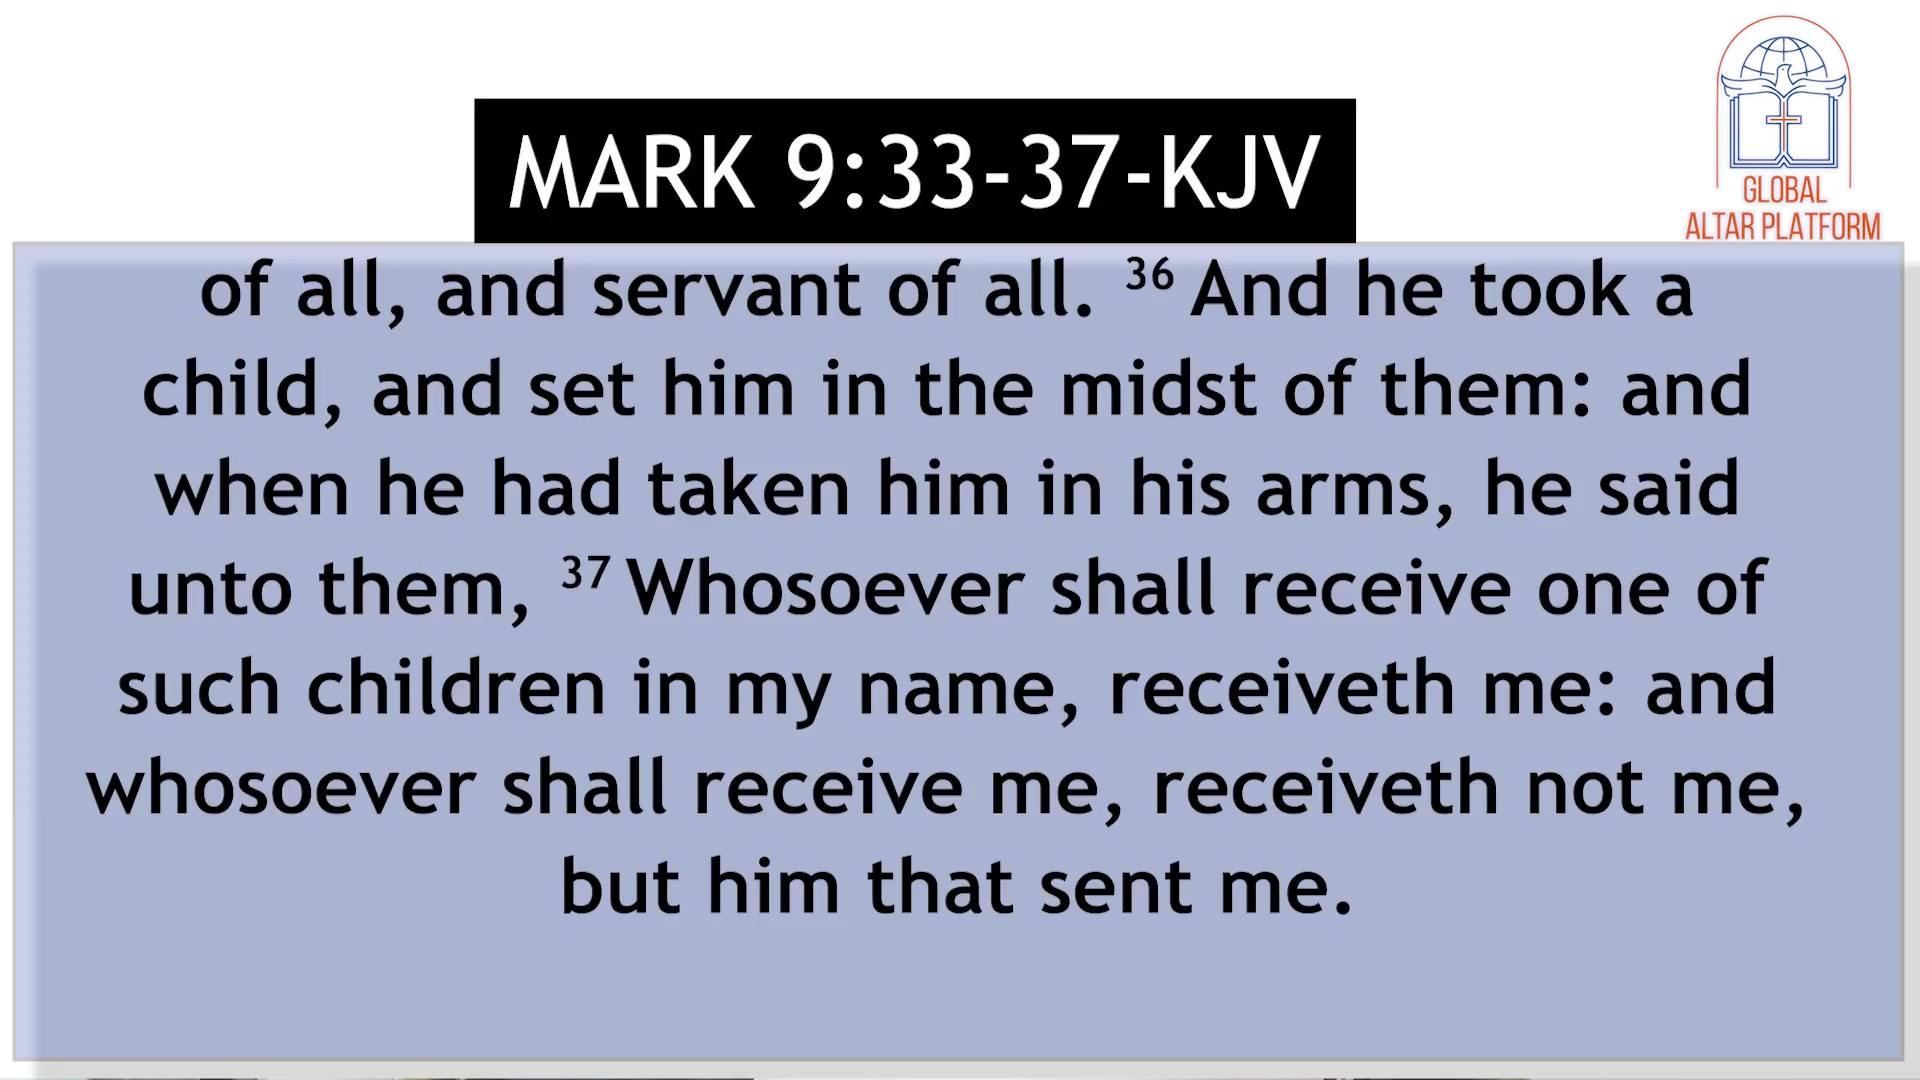 MARK 9:33-37-KJV
GLOBAL
ALTAR PLATFORM
of all, and servant of all. 36 And he took a
child, and set him in the midst of them: and
when he had taken him in his arms, he said
unto them, 37 Whosoever shall receive one of
such children in my name, receiveth me: and
whosoever shall receive me, receiveth not me,
but him that sent me.